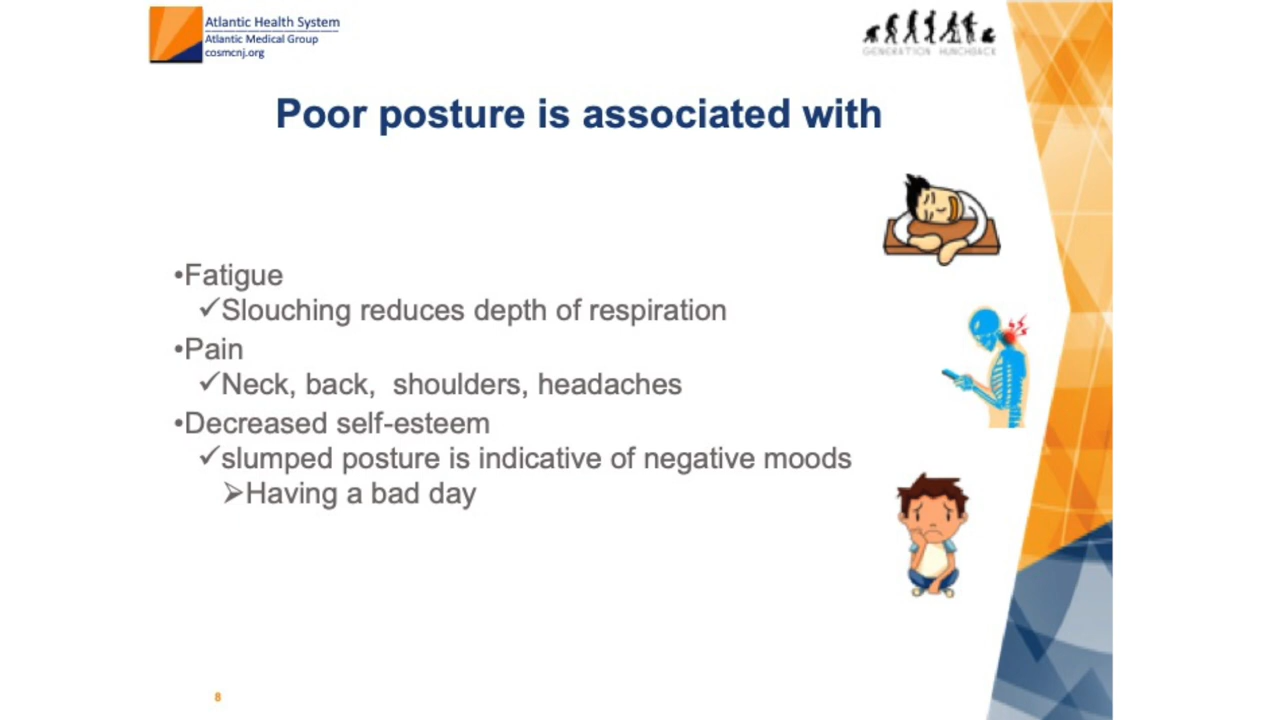 Atlantic Health System
Atlantic Medical Group
cosmcnj.org
GENERATION HUNCHBACK
Poor posture is associated with
•Fatigue
✓Slouching reduces depth of respiration
•Pain
✓Neck, back,  shoulders, headaches
•Decreased self-esteem
✓slumped posture is indicative of negative moods
➢Having a bad day
8